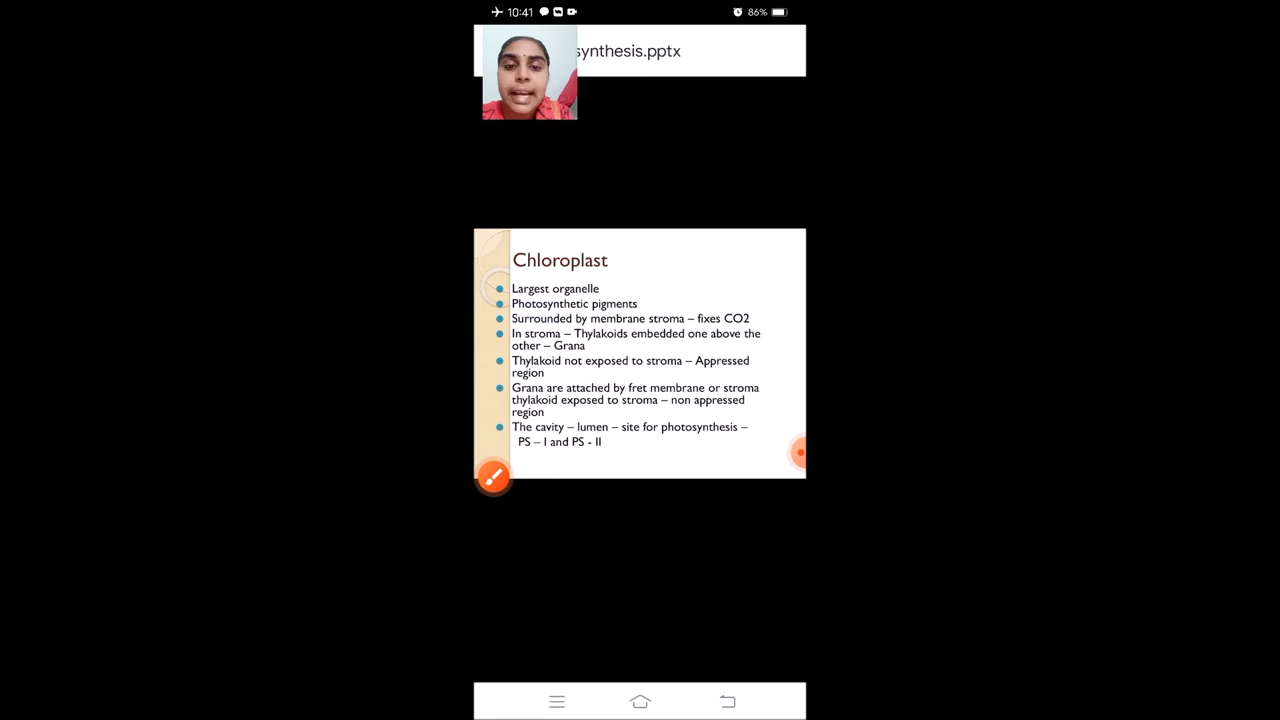 10:41
86%
synthesis.pptx
Chloroplast
Largest organelle
Photosynthetic pigments
Surrounded by membrane stroma – fixes CO2
In stroma – Thylakoids embedded one above the
other – Grana
Thylakoid not exposed to stroma – Appressed
region
Grana are attached by fret membrane or stroma
thylakoid exposed to stroma – non appressed
region
The cavity – lumen – site for photosynthesis –
PS – I and PS - II